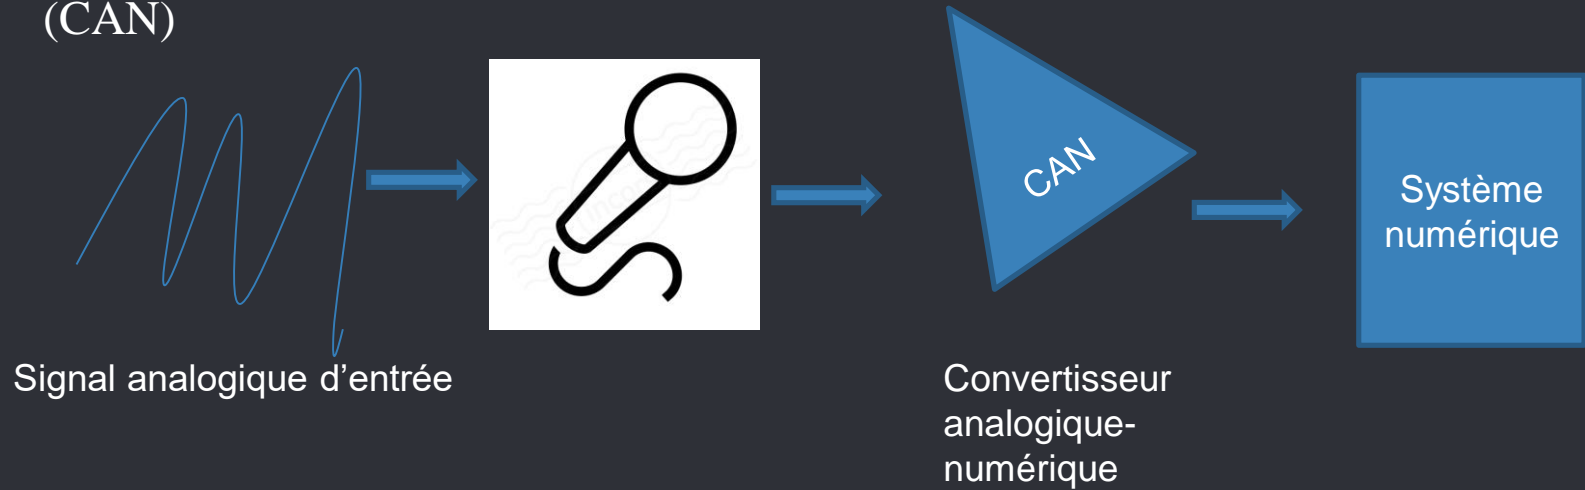 (CAN)
CAN
Système
numérique
Signal analogique d’entrée
Convertisseur
analogique-
numérique